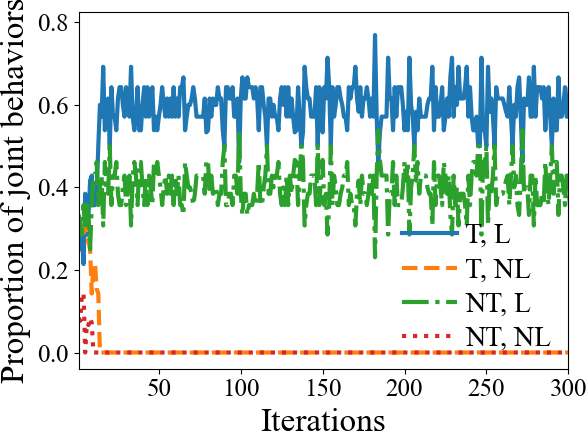 Proportion of joint behaviors
0.8
0.6
0.4
0.2
0.0
T, L
T, NL
NT, L
NT, NL
50 100 150 200 250 300
Iterations